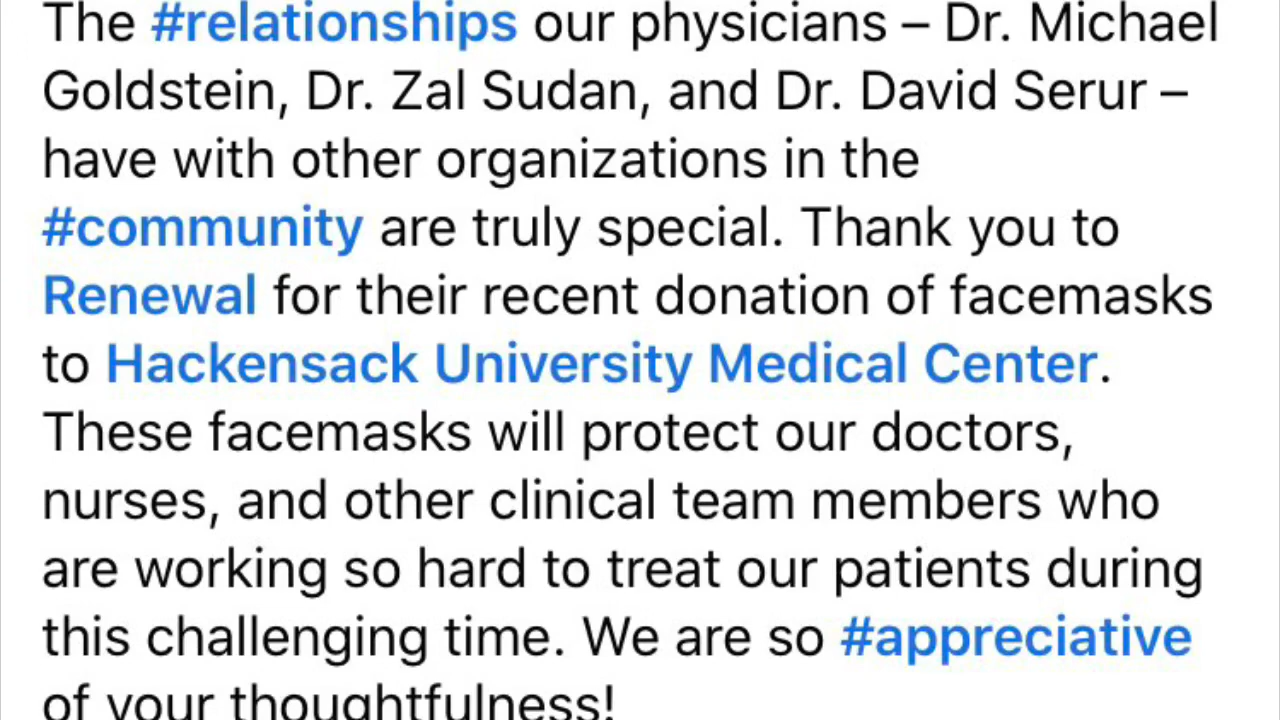 The #relationships our physicians – Dr. Michael
Goldstein, Dr. Zal Sudan, and Dr. David Serur –
have with other organizations in the
#community are truly special. Thank you to
Renewal for their recent donation of facemasks
to Hackensack University Medical Center.
These facemasks will protect our doctors,
nurses, and other clinical team members who
are working so hard to treat our patients during
this challenging time. We are so #appreciative
of your thoughtfulness!